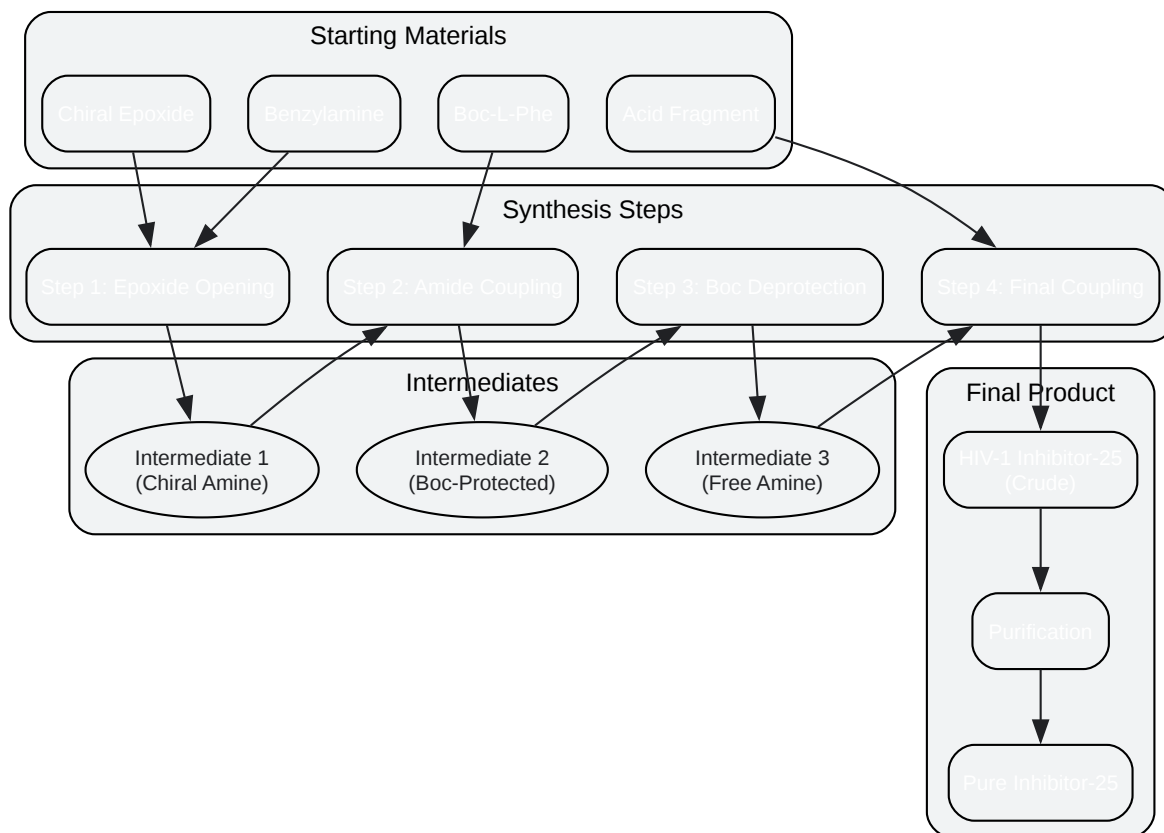 Starting Materials
Chiral Epoxide
Benzylamine
Boc-L-Phe
Acid Fragment
Synthesis Steps
Step 1: Epoxide Opening
Step 2: Amide Coupling
Step 3: Boc Deprotection
Step 4: Final Coupling
Intermediates
Intermediate 1
(Chiral Amine)
Intermediate 2
(Boc-Protected)
Intermediate 3
(Free Amine)
Final Product
HIV-1 Inhibitor-25
(Crude)
Purification
Pure Inhibitor-25